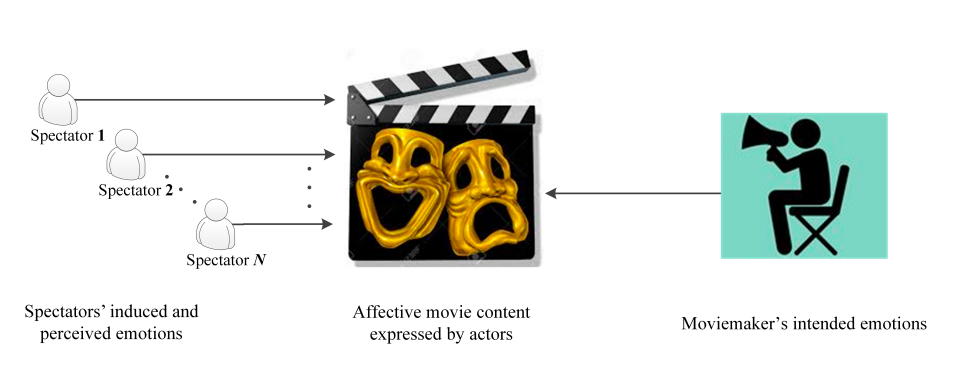 Spectator 1
Spectator 2
Spectator N
Spectators’ induced and
perceived emotions
Affective movie content
expressed by actors
Moviemaker’s intended emotions